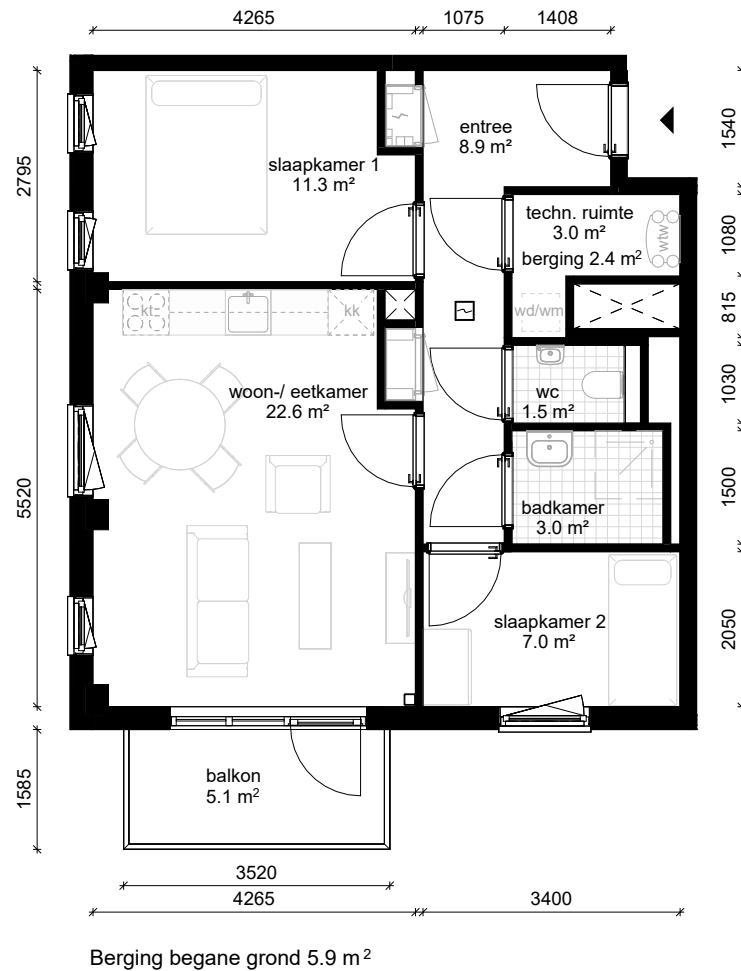 4265
1075
1408
2795
5520
1585
1540
1080
815
1030
1500
2050
entree
8.9 m²
slaapkamer 1
11.3 m²
techn. ruimte
3.0 m²
berging 2.4 m²
wtw
kt
kk
wd/wm
woon-/ eetkamer
22.6 m²
wc
1.5 m²
badkamer
3.0 m²
slaapkamer 2
7.0 m²
balkon
5.1 m²
3520
4265
3400
Berging begane grond 5.9 m²